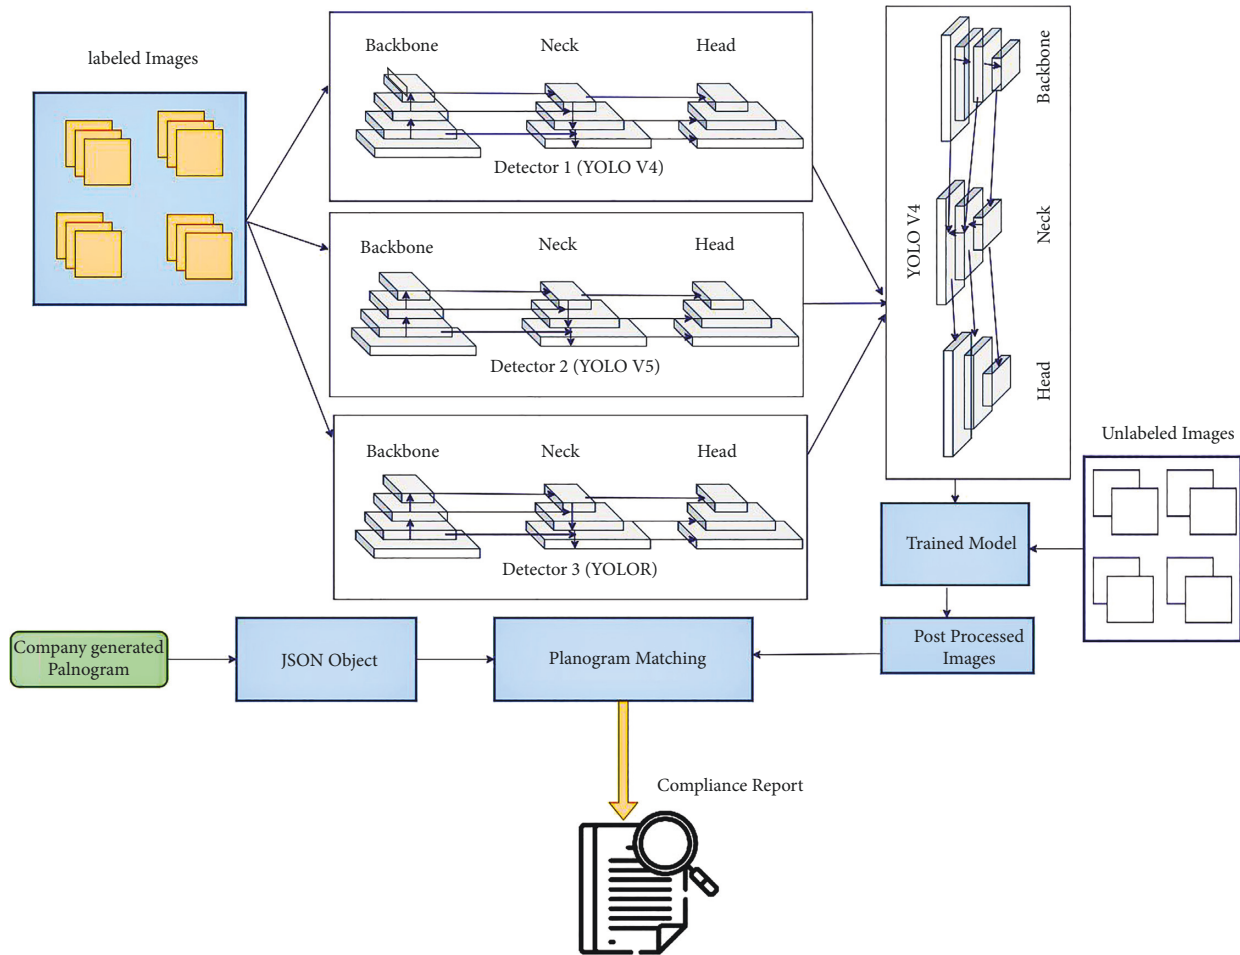 labeled Images
Backbone
Neck
Head
Detector 1 (YOLO V4)
Backbone
Neck
Head
Detector 2 (YOLO V5)
Backbone
Neck
Head
Detector 3 (YOLOR)
YOLO V4
Backbone
Neck
Head
Unlabeled Images
Trained Model
Company generated
Palnogram
JSON Object
Planogram Matching
Post Processed
Images
Compliance Report